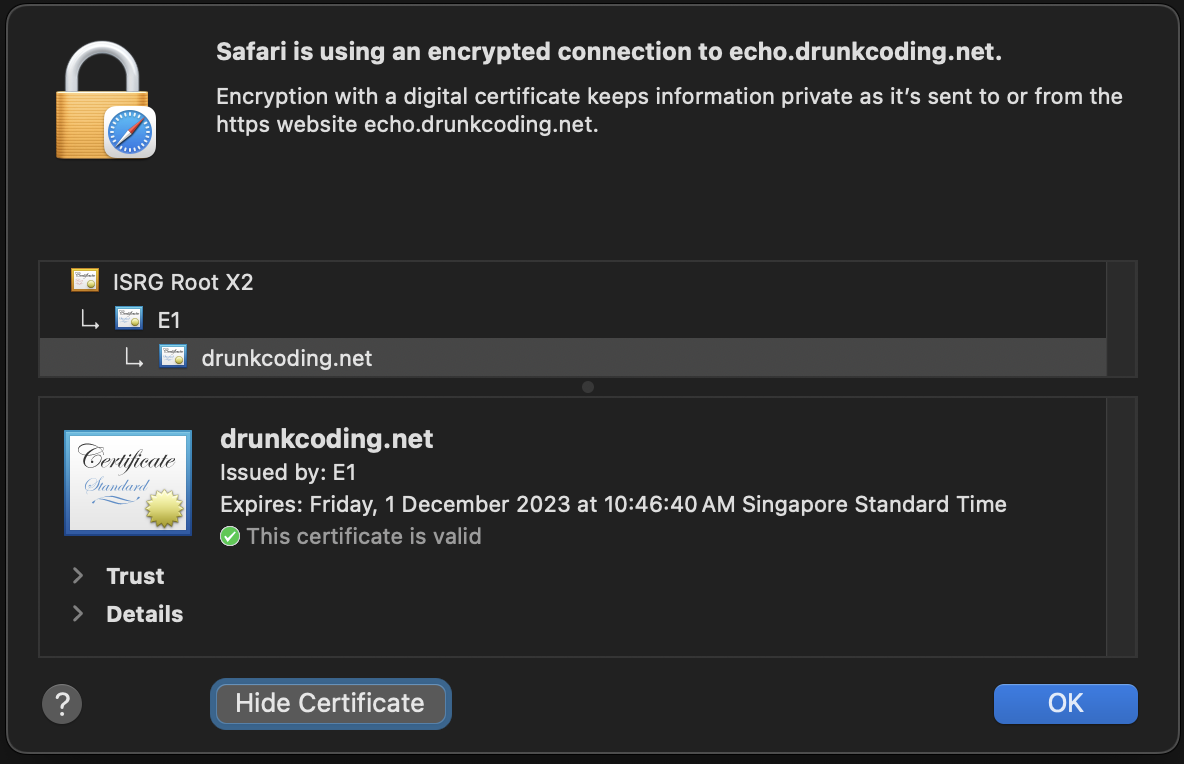 Safari is using an encrypted connection to echo.drunkcoding.net.
Encryption with a digital certificate keeps information private as it’s sent to or from the
https website echo.drunkcoding.net.
ISRG Root X2
E1
drunkcoding.net
drunkcoding.net
Certificate
Standard
Issued by: E1
Expires: Friday, 1 December 2023 at 10:46:40 AM Singapore Standard Time
This certificate is valid
Trust
Details
?
Hide Certificate
OK